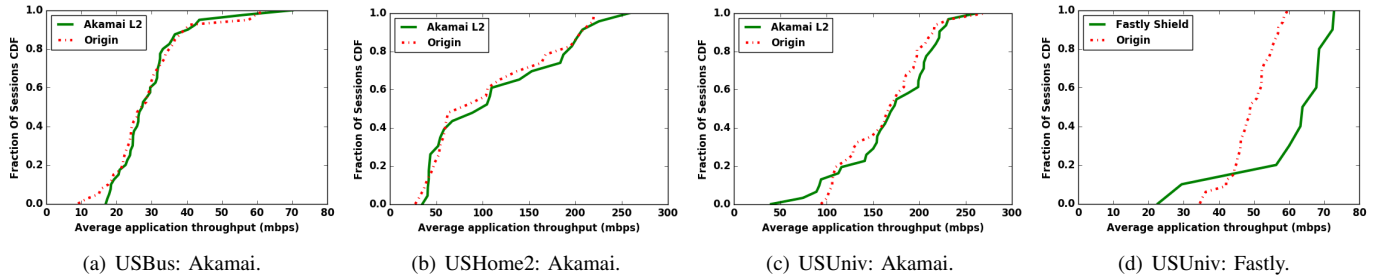 Fraction Of Sessions CDF
1.0
0.8
0.6
0.4
0.2
0.0
Akamai L2
Origin
0 10 20 30 40 50 60 70 80
Average application throughput (mbps)
(a) USBus: Akamai.
Fraction Of Sessions CDF
1.0
0.8
0.6
0.4
0.2
0.0
Akamai L2
Origin
0 50 100 150 200 250 300
Average application throughput (mbps)
(b) USHome2: Akamai.
Fraction Of Sessions CDF
1.0
0.8
0.6
0.4
0.2
0.0
Akamai L2
Origin
0 50 100 150 200 250 300
Average application throughput (mbps)
(c) USUniv: Akamai.
Fraction Of Sessions CDF
1.0
0.8
0.6
0.4
0.2
0.0
Fastly Shield
Origin
0 10 20 30 40 50 60 70 80
Average application throughput (mbps)
(d) USUniv: Fastly.